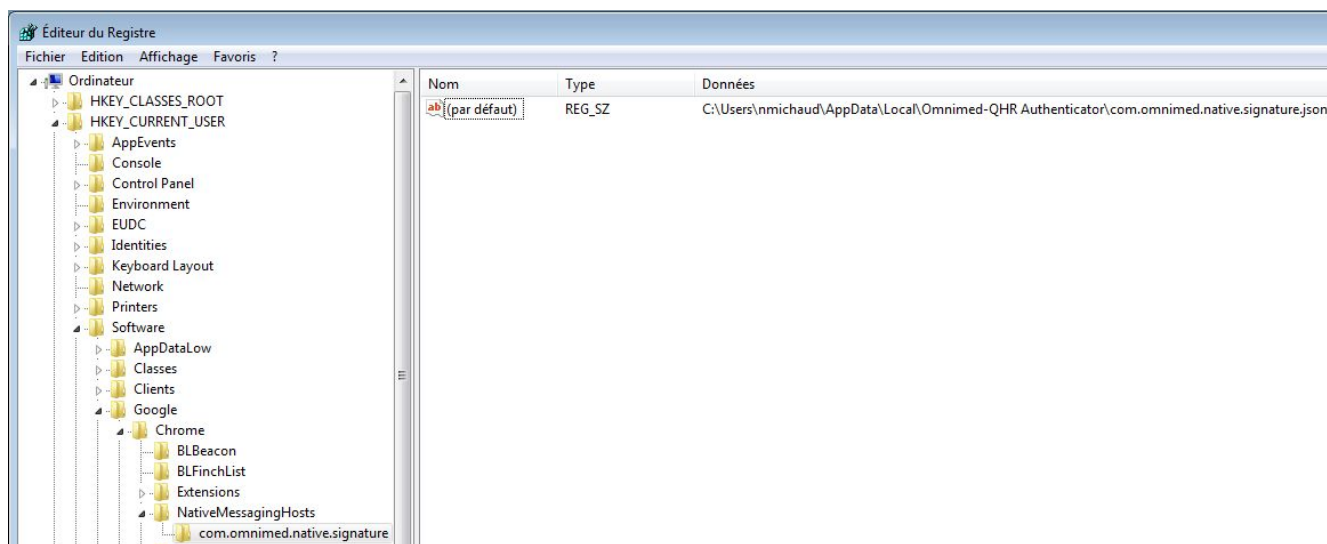 Éditeur du Registre
Fichier Edition Affichage Favoris ?
Ordinateur
HKEY_CLASSES_ROOT
HKEY_CURRENT_USER
AppEvents
Console
Control Panel
Environment
EUDC
Identities
Keyboard Layout
Network
Printers
Software
AppDataLow
Classes
Clients
Google
Chrome
BLBeacon
BLFinchList
Extensions
NativeMessagingHosts
com.omnimed.native.signature
Nom Type Données
ab (par défaut) REG_SZ C:\Users\nmichaud\AppData\Local\Omnimed-QHR Authenticator\com.omnimed.native.signature.json